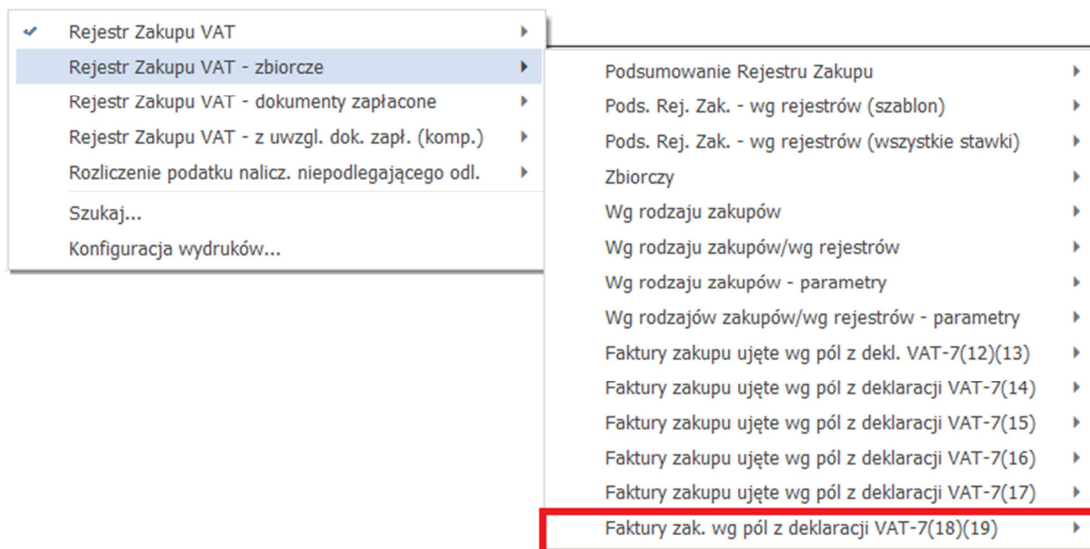 Rejestr Zakupu VAT
Rejestr Zakupu VAT - zbiorcze
Rejestr Zakupu VAT - dokumenty zapłacone
Rejestr Zakupu VAT - z uwzgl. dok. zapł. (komp.)
Rozliczenie podatku nalicz. niepodlegającego odl.
Szukaj...
Konfiguracja wydruków...
Podsumowanie Rejestru Zakupu
Pods. Rej. Zak. - wg rejestrów (szablon)
Pods. Rej. Zak. - wg rejestrów (wszystkie stawki)
Zbiorczy
Wg rodzaju zakupów
Wg rodzaju zakupów/wg rejestrów
Wg rodzaju zakupów - parametry
Wg rodzajów zakupów/wg rejestrów - parametry
Faktury zakupu ujęte wg pól z dekl. VAT-7(12)(13)
Faktury zakupu ujęte wg pól z deklaracji VAT-7(14)
Faktury zakupu ujęte wg pól z deklaracji VAT-7(15)
Faktury zakupu ujęte wg pól z deklaracji VAT-7(16)
Faktury zakupu ujęte wg pól z deklaracji VAT-7(17)
Faktury zak. wg pól z deklaracji VAT-7(18)(19)